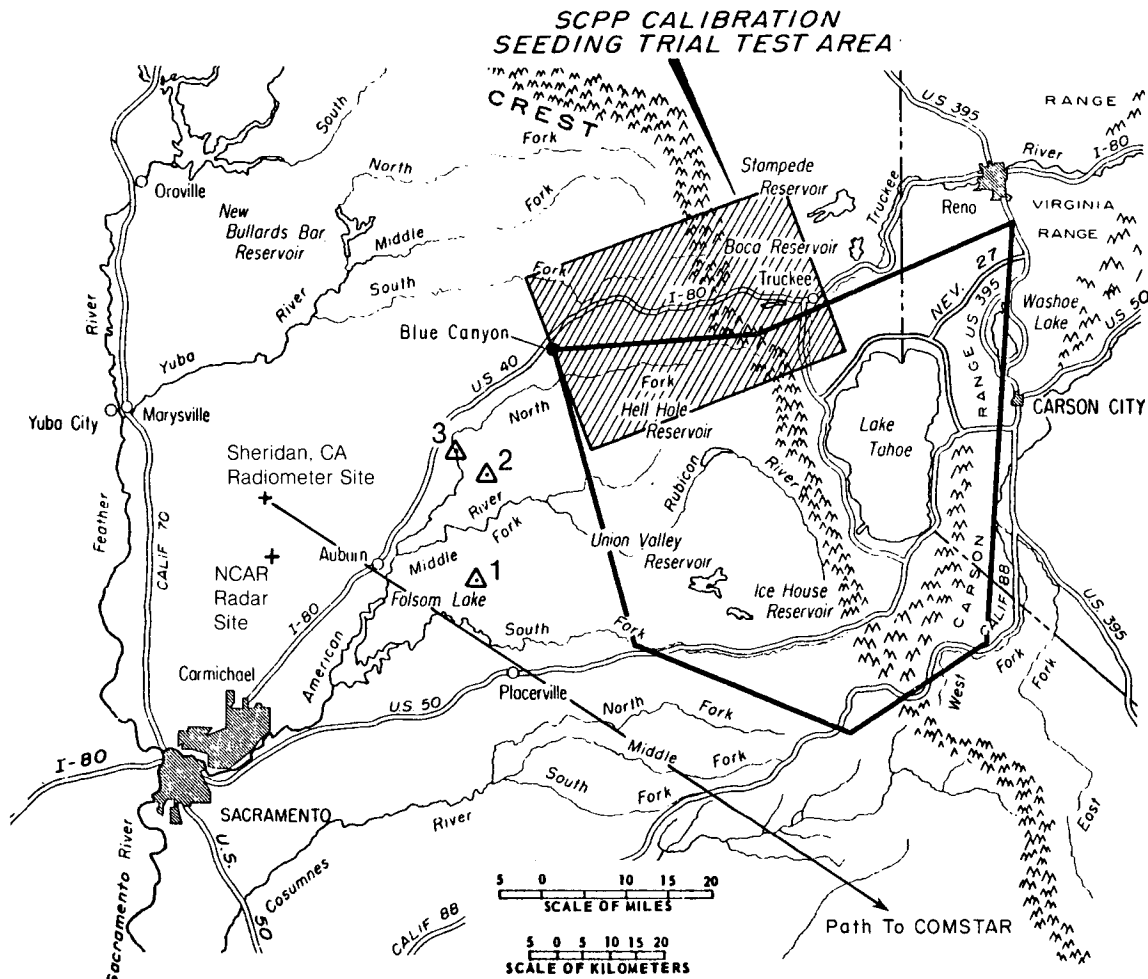 SCPP CALIBRATION
SEEDING TRIAL TEST AREA
CREST
South
Fork
US 395
RANGE
River
I-80
North
Oroville
Stampede
Reservoir
Truckee
Reno
VIRGINIA
RANGE
New
Bullards Bar
Reservoir
Fork
Middle
Boca Reservoir
27
River
South
Fork
I-80
Truckee
NEV.
US 395
Washoe
Lake
US 50
River
Blue Canyon
Yuba
US 40
Fork
RANGE
Yuba City
Marysville
North
Hell Hole
Reservoir
CARSON CITY
3
Lake
Tahoe
Sheridan, CA
Radiometer Site
2
River
Rubicon
River
Feather
CALIF 70
Fork
Auburn
Middle
Union Valley
Reservoir
NCAR
Radar
Site
1
Folsom Lake
Ice House
Reservoir
CARSON
CALIF 88
US 395
I-80
American
South
Fork
Fork
Fork
Carmichael
Placerville
West
US 50
North
Fork
I-80
Middle
Fork
South
Fork
SACRAMENTO
River
East
U.S.
50
Cosumnes
Sacramento River
5 0 5 10 15 20
SCALE OF MILES
CALIF 88
Path To COMSTAR
5 0 5 10 15 20
SCALE OF KILOMETERS